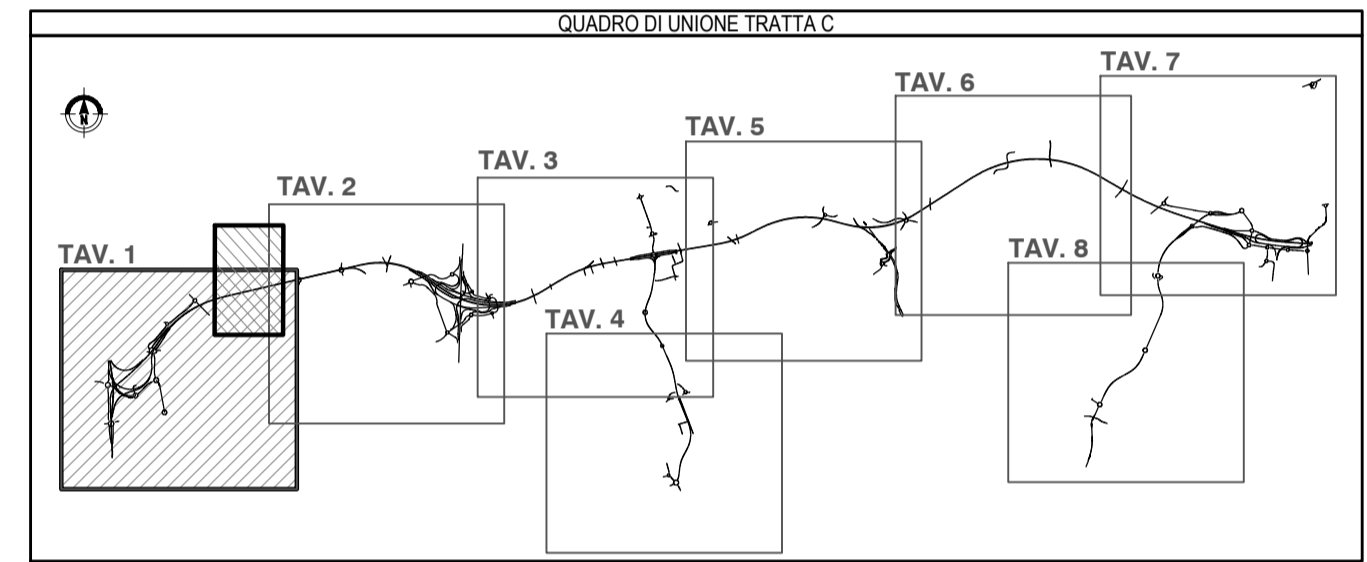 QUADRO DI UNIONE TRATTA C
N
TAV. 1
TAV. 2
TAV. 3
TAV. 4
TAV. 5
TAV. 6
TAV. 7
TAV. 8